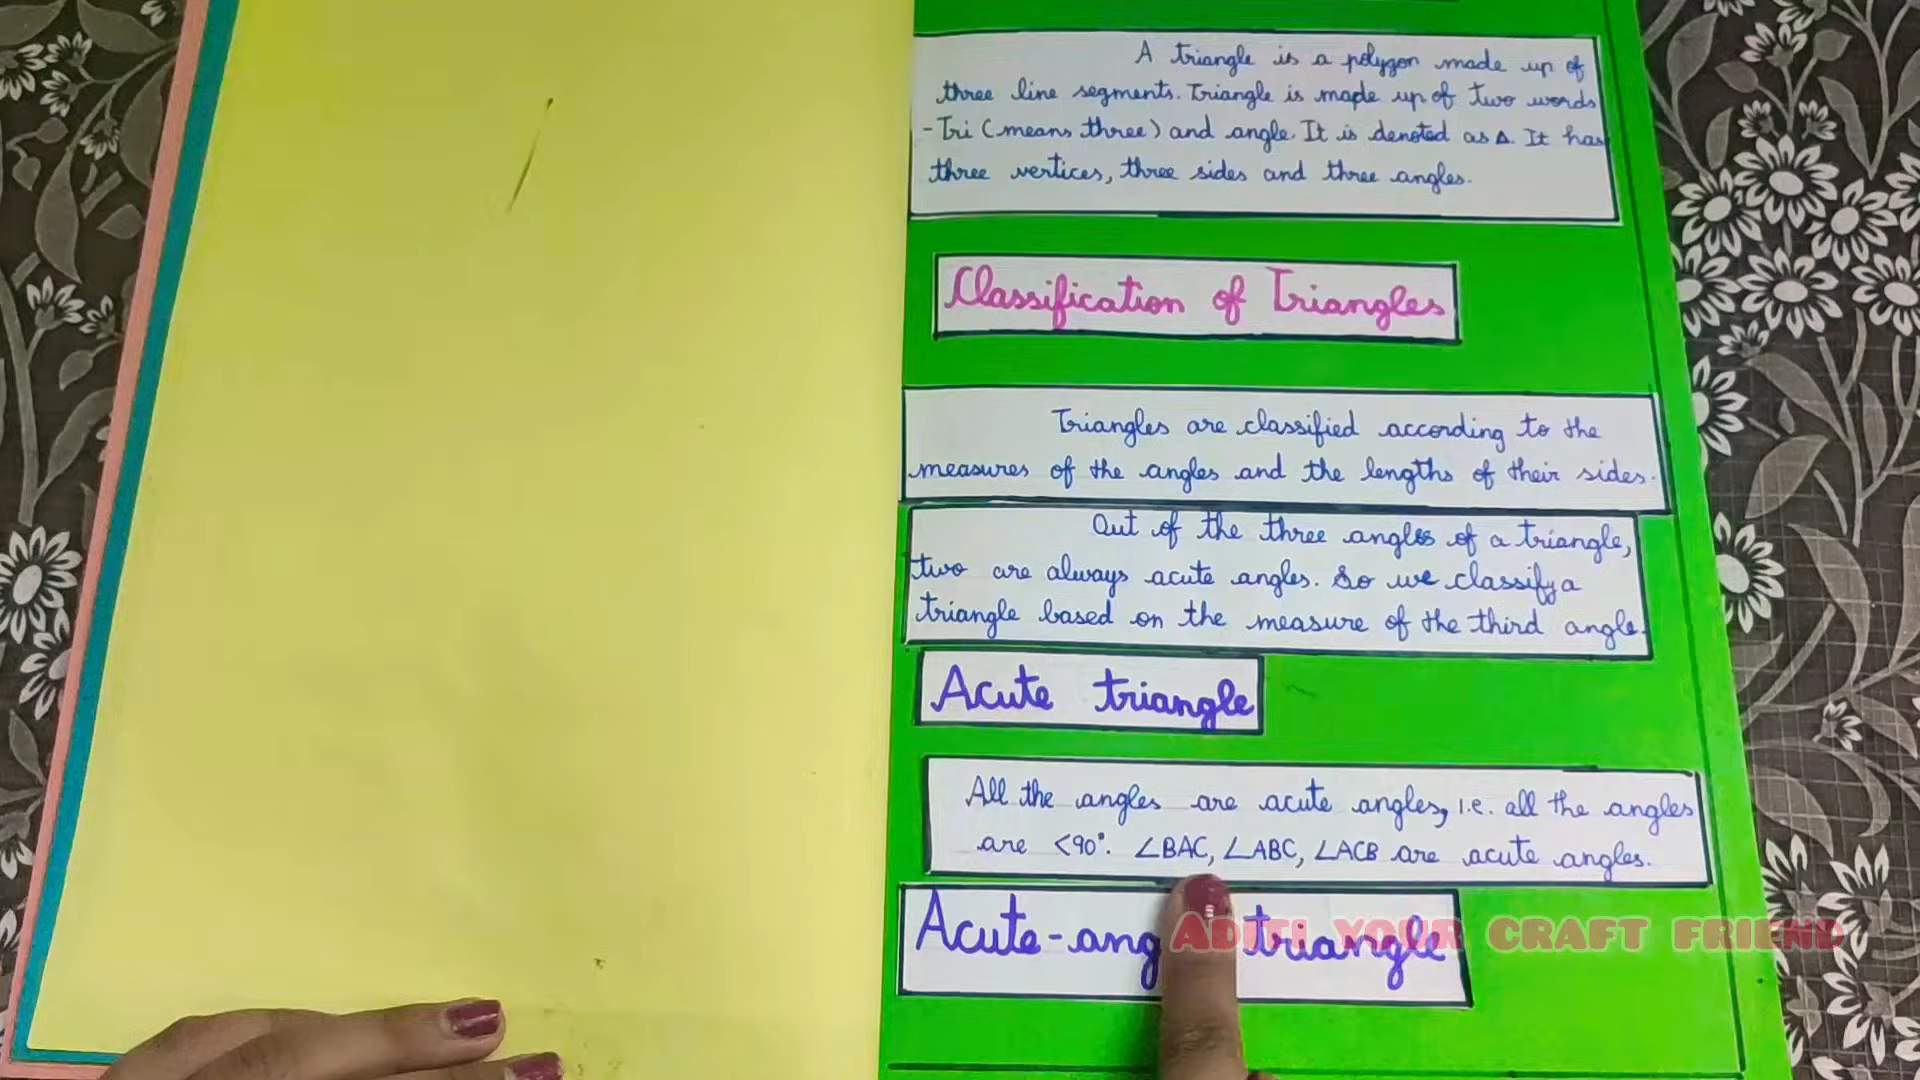 A triangle is a polygon made up of
three line segments. Triangle is made up of two words
- Tri (means three) and angle. It is denoted as Δ. It has
three vertices, three sides and three angles.
Classification of Triangles
Triangles are classified according to the
measures of the angles and the lengths of their sides.
Out of the three angles of a triangle,
two are always acute angles. So we classify a
triangle based on the measure of the third angle.
Acute triangle
All the angles are acute angles, i.e. all the angles
are <90°. ∠BAC, ∠ABC, ∠ACB are acute angles.
Acute-ang triangle
ADITI YOUR CRAFT FRIEND